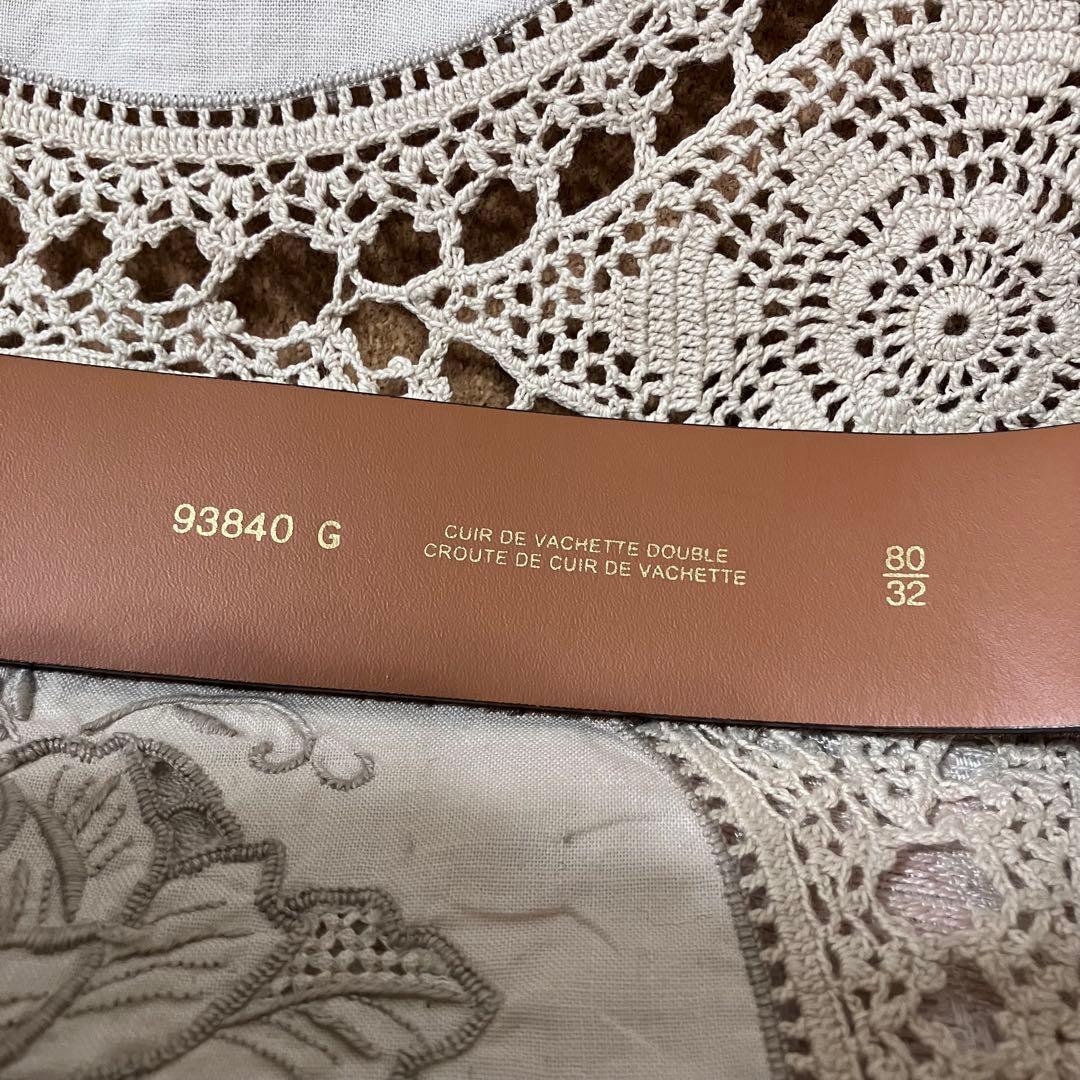 93840 G
CUIR DE VACHETTE DOUBLE
CROUTE DE CUIR DE VACHETTE
80
32